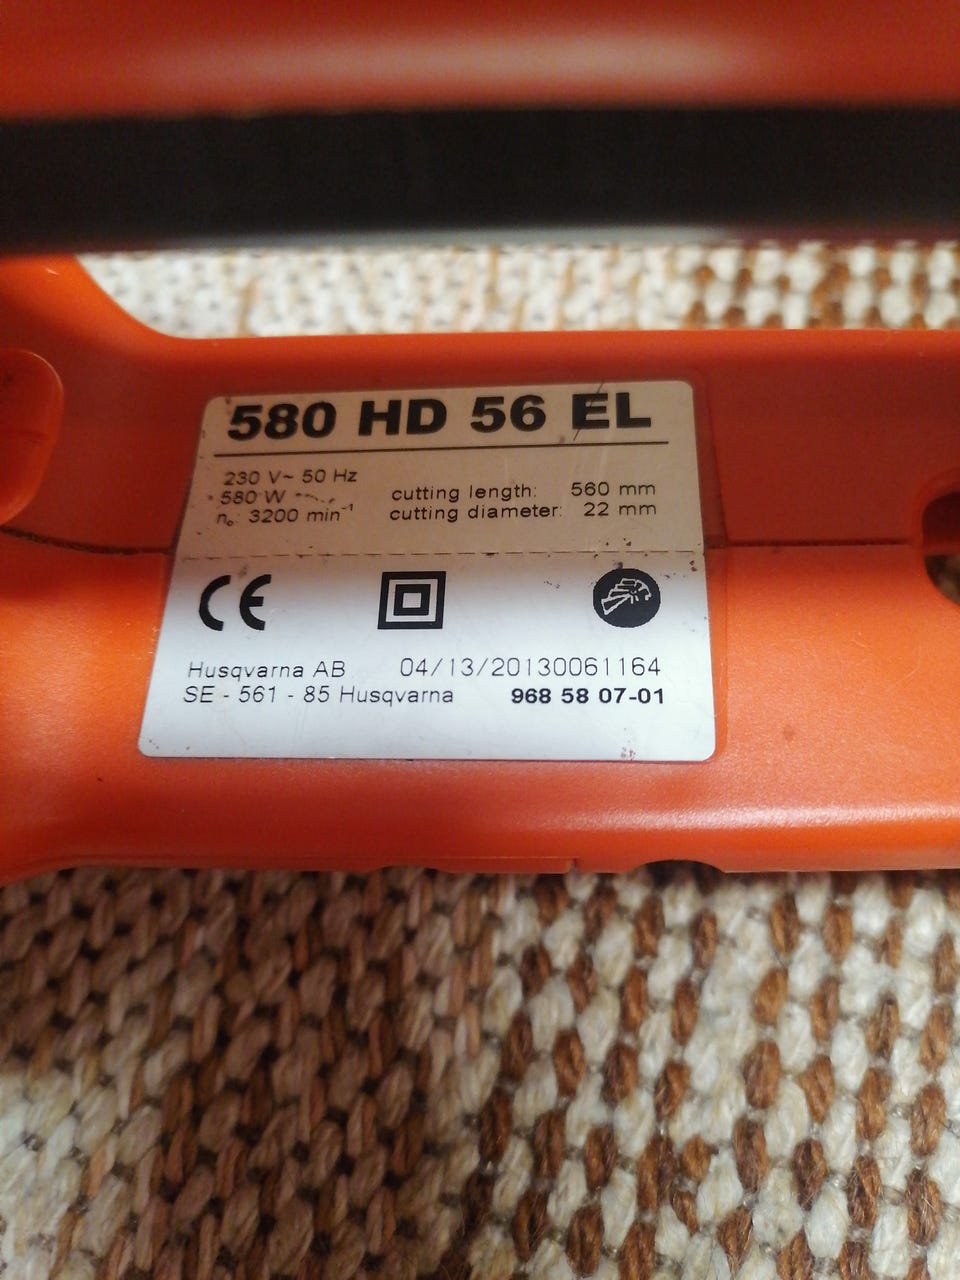 580 HD 56 EL
230 V~ 50 Hz
580 W
n₀: 3200 min⁻¹
cutting length: 560 mm
cutting diameter: 22 mm
CE
Husqvarna AB 04/13/20130061164
SE - 561 - 85 Husqvarna 968 58 07-01